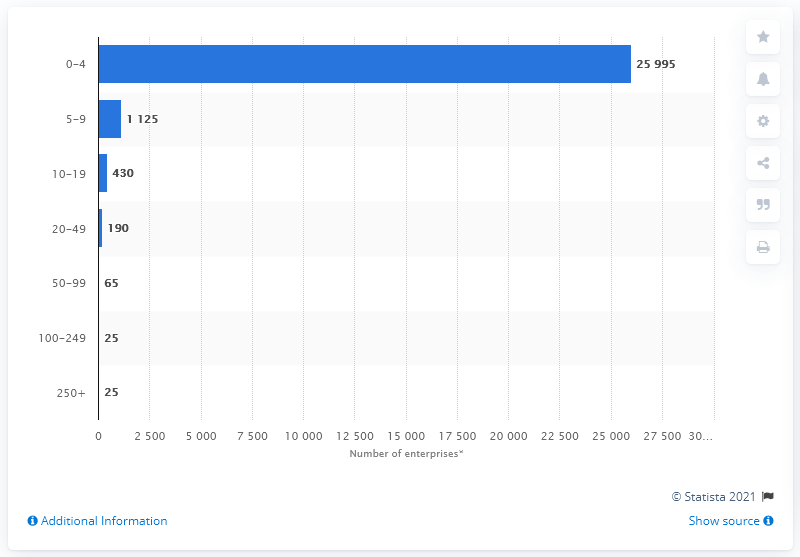 0–4
25 995
5–9
1 125
10–19
430
20–49
190
50–99
65
100–249
25
250+
25
0 2 500 5 000 7 500 10 000 12 500 15 000 17 500 20 000 22 500 25 000 27 500 30...
Number of enterprises*
© Statista 2021
Additional Information
Show source